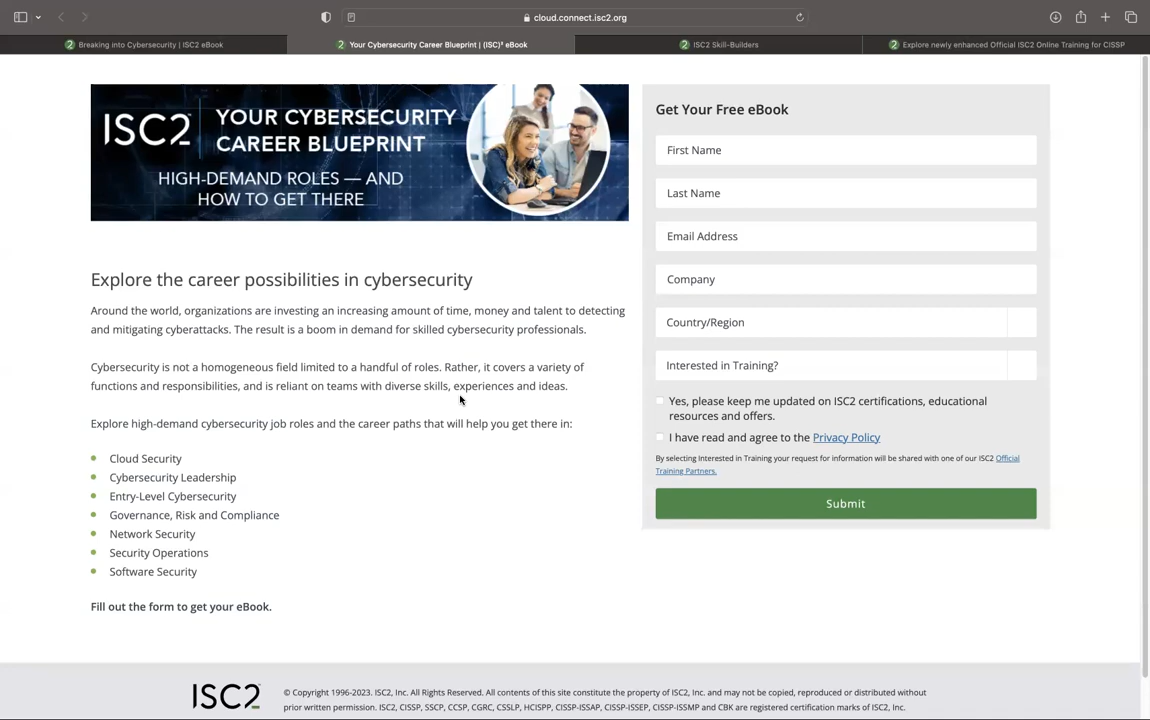 cloud.connect.isc2.org
Breaking into Cybersecurity | ISC2 eBook
Your Cybersecurity Career Blueprint | (ISC)² eBook
ISC2 Skill-Builders
Explore newly enhanced Official ISC2 Online Training for CISSP
ISC2
YOUR CYBERSECURITY
CAREER BLUEPRINT
HIGH-DEMAND ROLES — AND
HOW TO GET THERE
Explore the career possibilities in cybersecurity
Around the world, organizations are investing an increasing amount of time, money and talent to detecting
and mitigating cyberattacks. The result is a boom in demand for skilled cybersecurity professionals.
Cybersecurity is not a homogeneous field limited to a handful of roles. Rather, it covers a variety of
functions and responsibilities, and is reliant on teams with diverse skills, experiences and ideas.
Explore high-demand cybersecurity job roles and the career paths that will help you get there in:
Cloud Security
Cybersecurity Leadership
Entry-Level Cybersecurity
Governance, Risk and Compliance
Network Security
Security Operations
Software Security
Fill out the form to get your eBook.
Get Your Free eBook
First Name
Last Name
Email Address
Company
Country/Region
Interested in Training?
Yes, please keep me updated on ISC2 certifications, educational
resources and offers.
I have read and agree to the Privacy Policy
By selecting Interested in Training your request for information will be shared with one of our ISC2 Official
Training Partners.
Submit
ISC2
© Copyright 1996-2023. ISC2, Inc. All Rights Reserved. All contents of this site constitute the property of ISC2, Inc. and may not be copied, reproduced or distributed without
prior written permission. ISC2, CISSP, SSCP, CCSP, CGRC, CSSLP, HCISPP, CISSP-ISSAP, CISSP-ISSEP, CISSP-ISSMP and CBK are registered certification marks of ISC2, Inc.